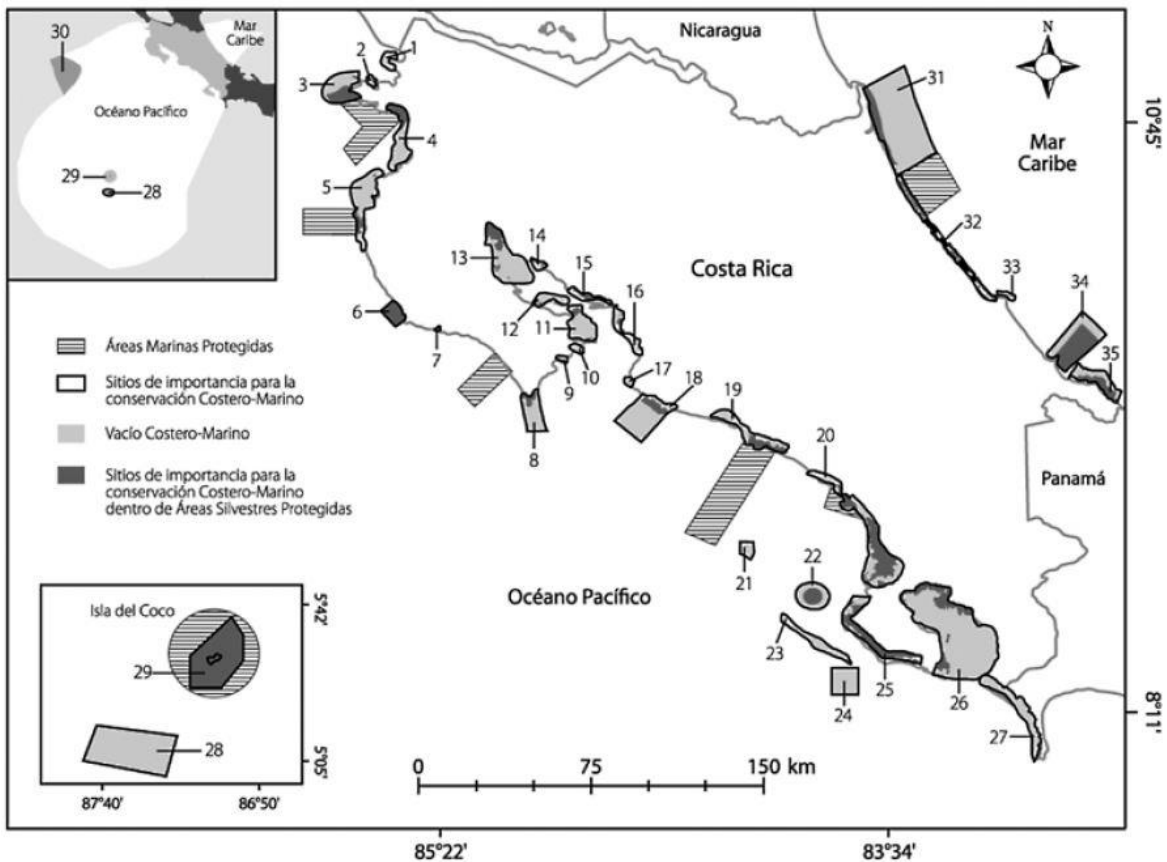 30
Mar
Caribe
Océano Pacífico
29
28
Nicaragua
N
1
2
3
4
5
31
10°45'
Mar
Caribe
32
33
34
35
13
14
15
16
Costa Rica
12
11
6
7
10
9
8
17
18
19
20
Panamá
Áreas Marinas Protegidas
Sitios de importancia para la
conservación Costero-Marino
Vacío Costero-Marino
Sitios de importancia para la
conservación Costero-Marino
dentro de Áreas Silvestres Protegidas
21
22
Océano Pacífico
23
24
25
26
27
8°11'
Isla del Coco
5°42'
29
28
5°05'
87°40'
86°50'
0
75
150 km
85°22'
83°34'